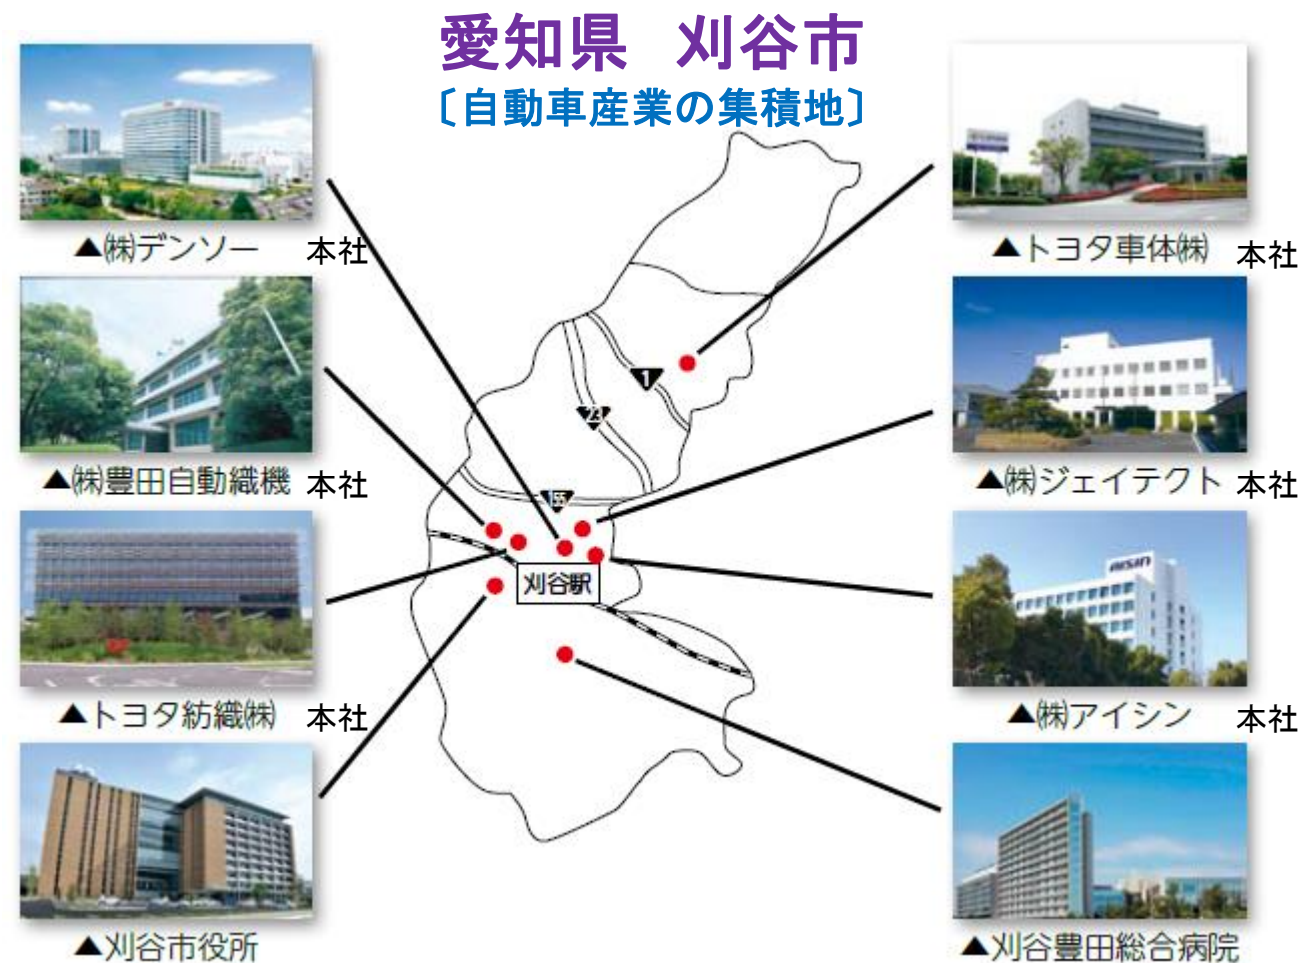 愛知県 刈谷市
〔自動車産業の集積地〕
▲㈱デンソー 本社
▲トヨタ車体㈱ 本社
▲㈱豊田自動織機 本社
▲㈱ジェイテクト 本社
1
23
155
刈谷駅
AISIN
▲トヨタ紡織㈱ 本社
▲㈱アイシン 本社
▲刈谷市役所
▲刈谷豊田総合病院